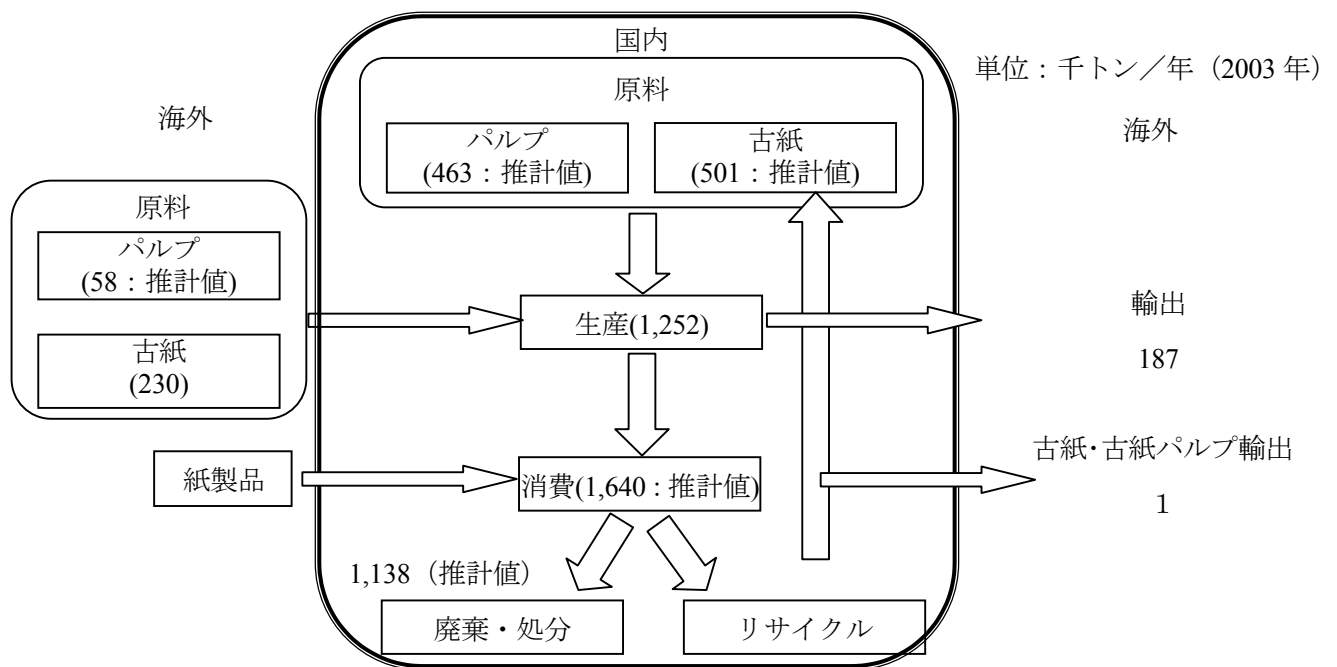 国内
単位：千トン／年（2003 年）
海外
原料
パルプ
(463：推計値)
古紙
(501：推計値)
海外
原料
パルプ
(58：推計値)
古紙
(230)
生産(1,252)
輸出
187
紙製品
消費(1,640 : 推計値)
古紙･古紙パルプ輸出
１
1,138（推計値）
廃棄・処分
リサイクル